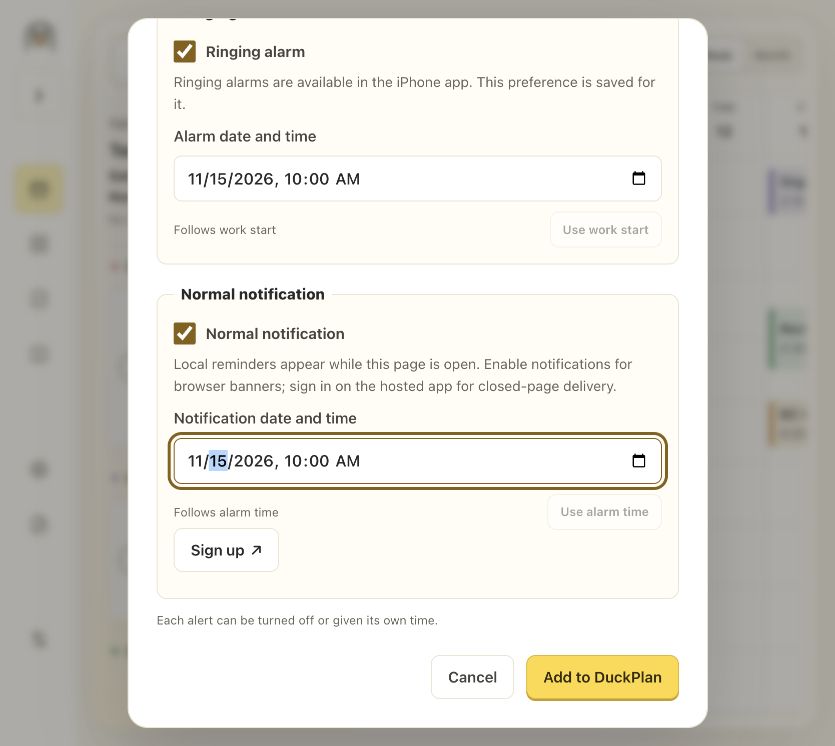 Ringing alarm
Ringing alarms are available in the iPhone app. This preference is saved for
it.
Alarm date and time
11/15/2026, 10:00 AM
Follows work start
Use work start
Normal notification
Normal notification
Local reminders appear while this page is open. Enable notifications for
browser banners; sign in on the hosted app for closed-page delivery.
Notification date and time
11/15/2026, 10:00 AM
Follows alarm time
Use alarm time
Sign up ↗
Each alert can be turned off or given its own time.
Cancel
Add to DuckPlan